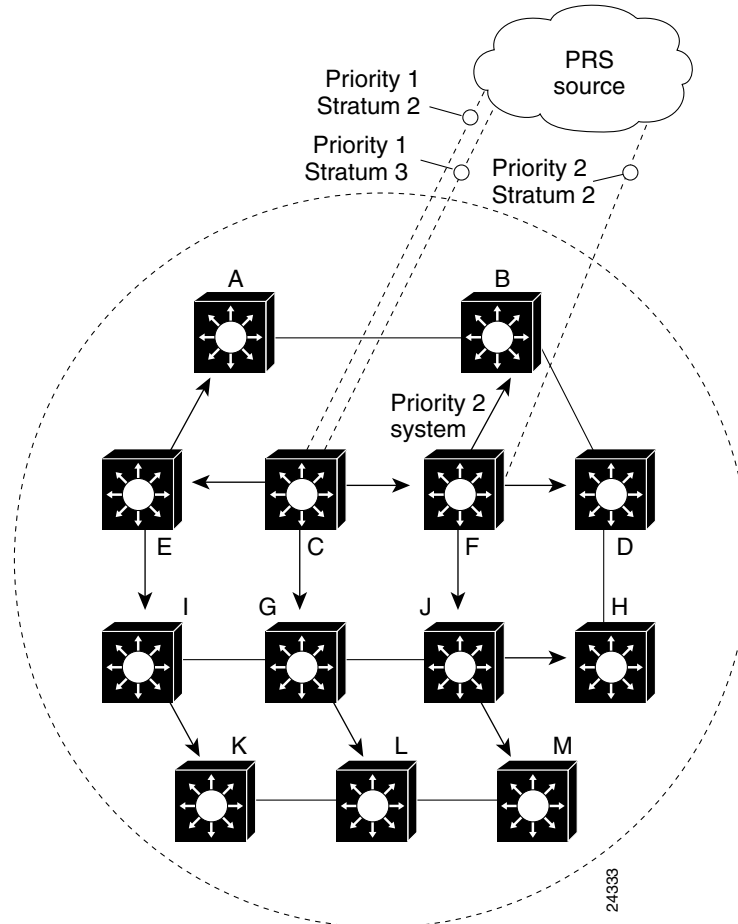 PRS
source
Priority 1
Stratum 2
Priority 1
Stratum 3
Priority 2
Stratum 2
A
B
Priority 2
system
E
C
F
D
I
G
J
H
K
L
M
24333